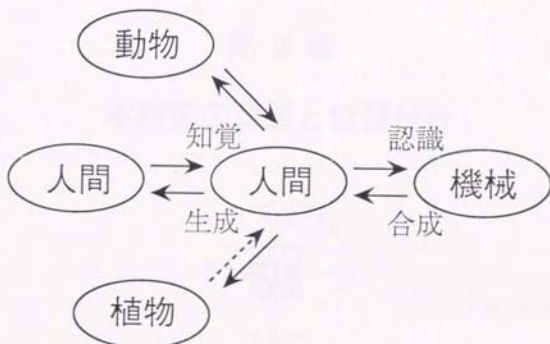 動物
知覚 認識
人間 人間 機械
生成 合成
植物